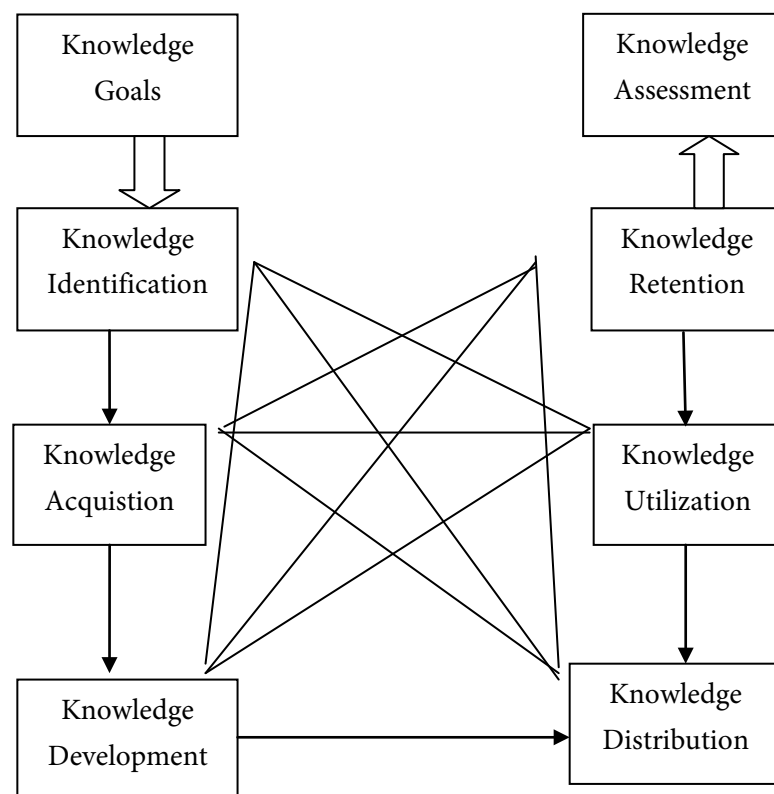 Knowledge
Goals
Knowledge
Assessment
Knowledge
Identification
Knowledge
Retention
Knowledge
Acquistion
Knowledge
Utilization
Knowledge
Development
Knowledge
Distribution